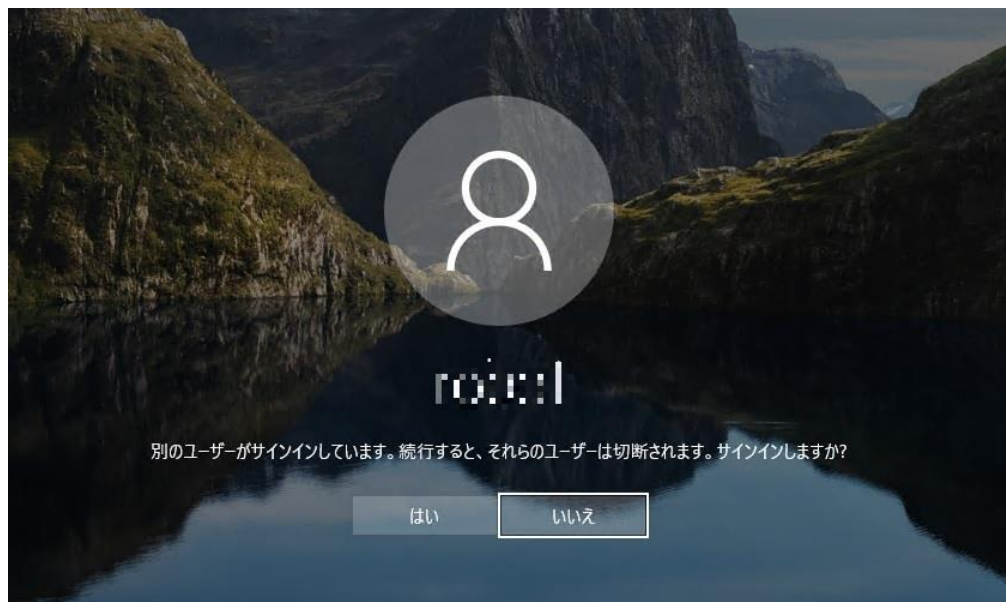 別のユーザーがサインインしています。続行すると、それらのユーザーは切断されます。サインインしますか?
はい
いいえ